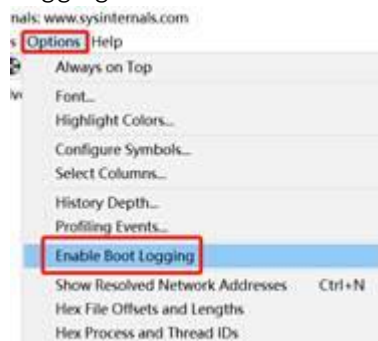 nals: www.sysinternals.com
s Options Help
Always on Top
Font...
Highlight Colors...
Configure Symbols...
Select Columns...
History Depth...
Profiling Events...
Enable Boot Logging
Show Resolved Network Addresses Ctrl+N
Hex File Offsets and Lengths
Hex Process and Thread IDs